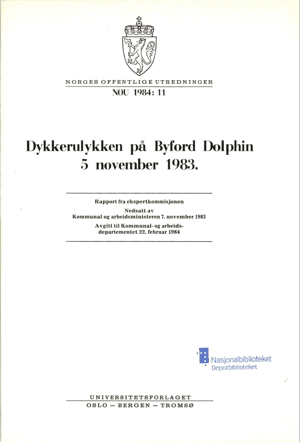 NORGES OFFENTLIGE UTREDNINGER
NOU 1984: 11
Dykkerulykken på Byford Dolphin
5 november 1983.
Rapport fra ekspertkommisjonen
Nedsatt av
Kommunal og arbeidsministeren 7. november 1983
Avgitt til Kommunal- og arbeids-
departementet 22. februar 1984
Nasjonalbiblioteket
Depotbiblioteket
UNIVERSITETSFORLAGET
OSLO — BERGEN — TROMSØ